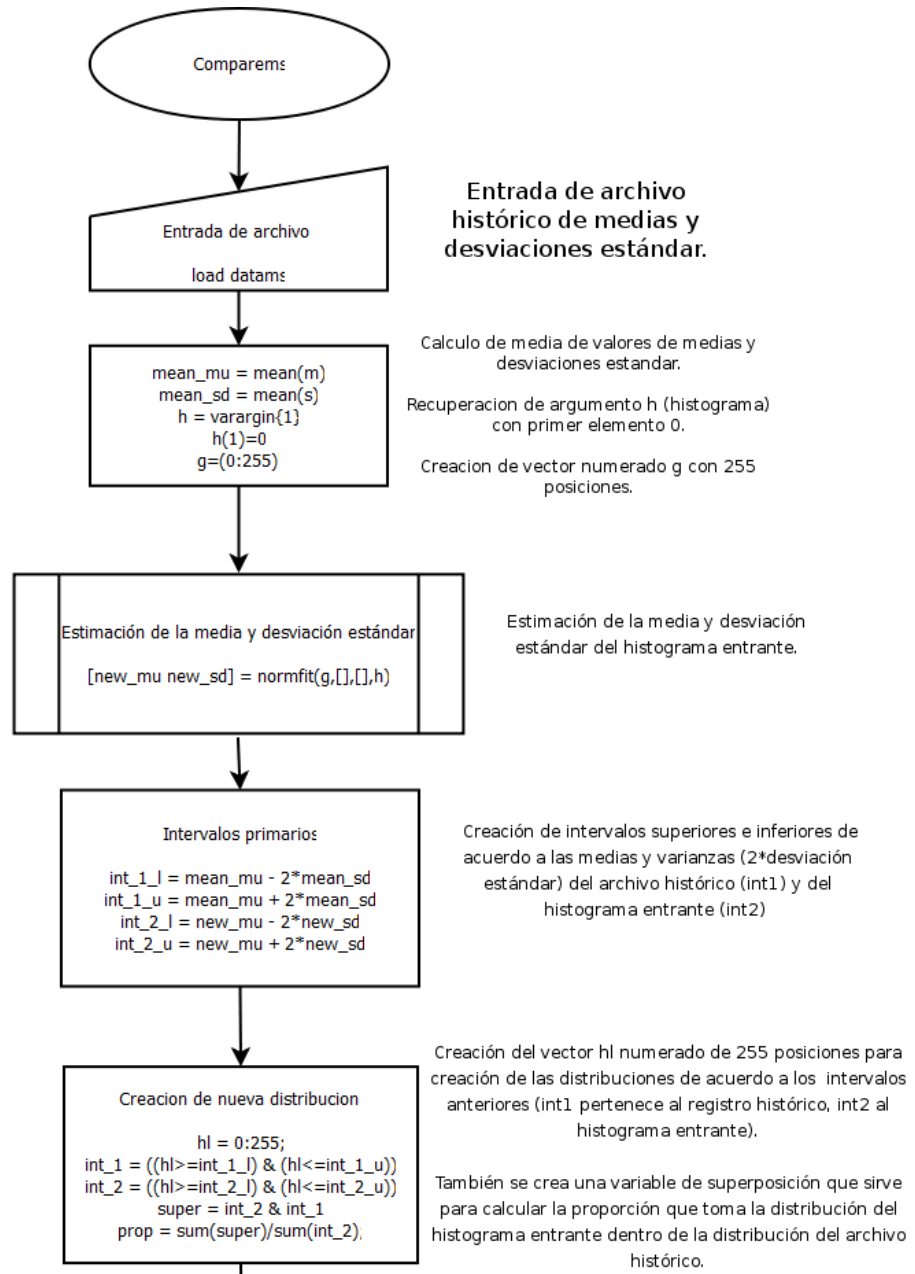 Comparems
Entrada de archivo
load datams
Entrada de archivo
histórico de medias y
desviaciones estándar.
mean_mu = mean(m)
mean_sd = mean(s)
h = varargin{1}
h(1)=0
g=(0:255)
Calculo de media de valores de medias y
desviaciones estandar.
Recuperacion de argumento h (histograma)
con primer elemento 0.
Creacion de vector numerado g con 255
posiciones.
Estimación de la media y desviación estándar
[new_mu new_sd] = normfit(g,[],[],h)
Estimación de la media y desviación
estándar del histograma entrante.
Intervalos primarios
int_1_l = mean_mu - 2*mean_sd
int_1_u = mean_mu + 2*mean_sd
int_2_l = new_mu - 2*new_sd
int_2_u = new_mu + 2*new_sd
Creación de intervalos superiores e inferiores de
acuerdo a las medias y varianzas (2*desviación
estándar) del archivo histórico (int1) y del
histograma entrante (int2)
Creacion de nueva distribucion
hl = 0:255;
int_1 = ((hl>=int_1_l) & (hl<=int_1_u))
int_2 = ((hl>=int_2_l) & (hl<=int_2_u))
super = int_2 & int_1
prop = sum(super)/sum(int_2);
Creación del vector hl numerado de 255 posiciones para
creación de las distribuciones de acuerdo a los intervalos
anteriores (int1 pertenece al registro histórico, int2 al
histograma entrante).
También se crea una variable de superposición que sirve
para calcular la proporción que toma la distribución del
histograma entrante dentro de la distribución del archivo
histórico.